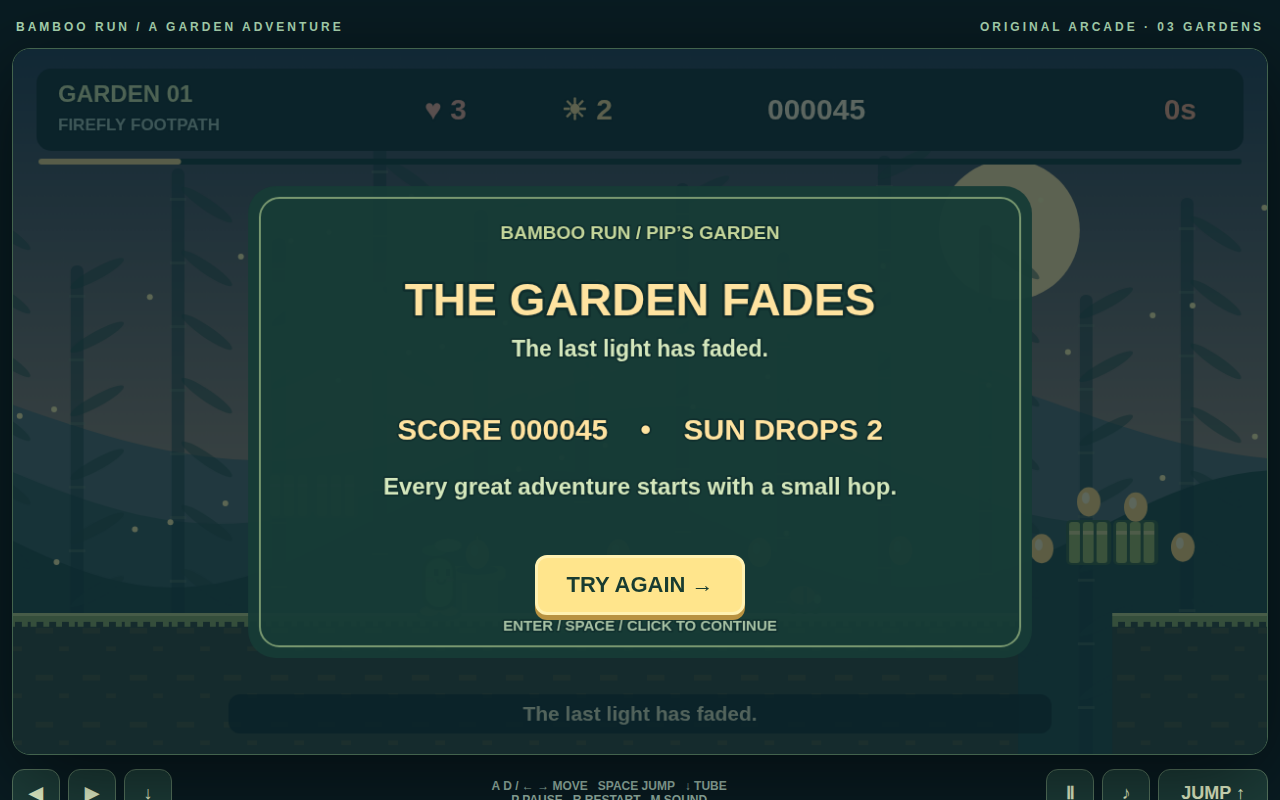 BAMBOO RUN / A GARDEN ADVENTURE
ORIGINAL ARCADE · 03 GARDENS
GARDEN 01
FIREFLY FOOTPATH
♥ 3
☀ 2
000045
0s
BAMBOO RUN / PIP’S GARDEN
THE GARDEN FADES
The last light has faded.
SCORE 000045 • SUN DROPS 2
Every great adventure starts with a small hop.
TRY AGAIN →
ENTER / SPACE / CLICK TO CONTINUE
The last light has faded.
◀ ▶ ↓
A D / ← → MOVE SPACE JUMP ↓ TUBE
P PAUSE R RESTART M SOUND
⏸ ♪ JUMP ↑